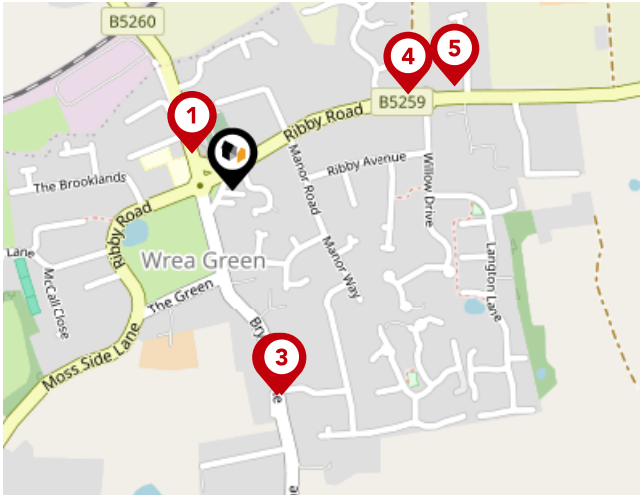 B5260
4
5
B5259
1
Ribby Road
Manor Road
Ribby Avenue
Willow Drive
The Brooklands
Ribby Road
Lane
McCall Close
Wrea Green
Manor Way
Langton Lane
The Green
Moss Side Lane
Bry
3
e